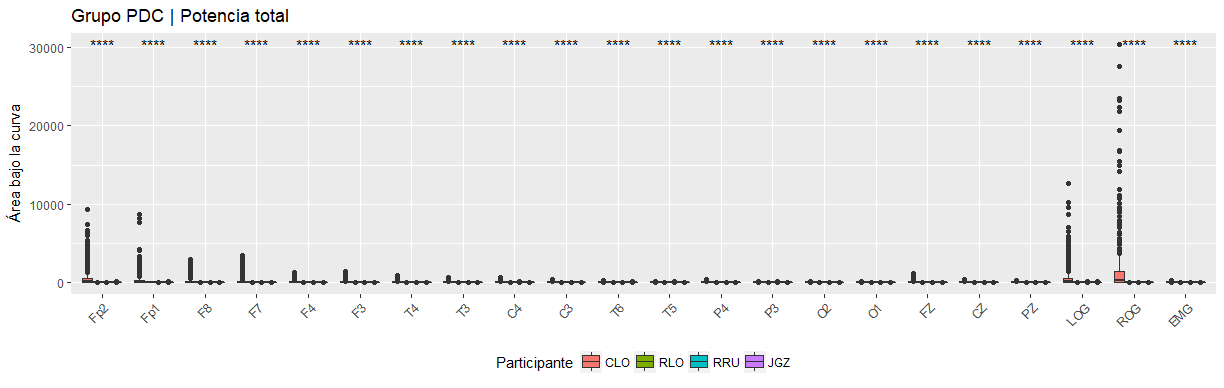 Grupo PDC | Potencia total
Área bajo la curva
30000
20000
10000
0
**** **** **** **** **** **** **** **** **** **** **** **** **** **** **** **** **** **** **** **** **** ****
Fp2 Fp1 F8 F7 F4 F3 T4 T3 C4 C3 T6 T5 P4 P3 O2 O1 FZ CZ PZ LOG ROG EMG
Participante CLO RLO RRU JGZ